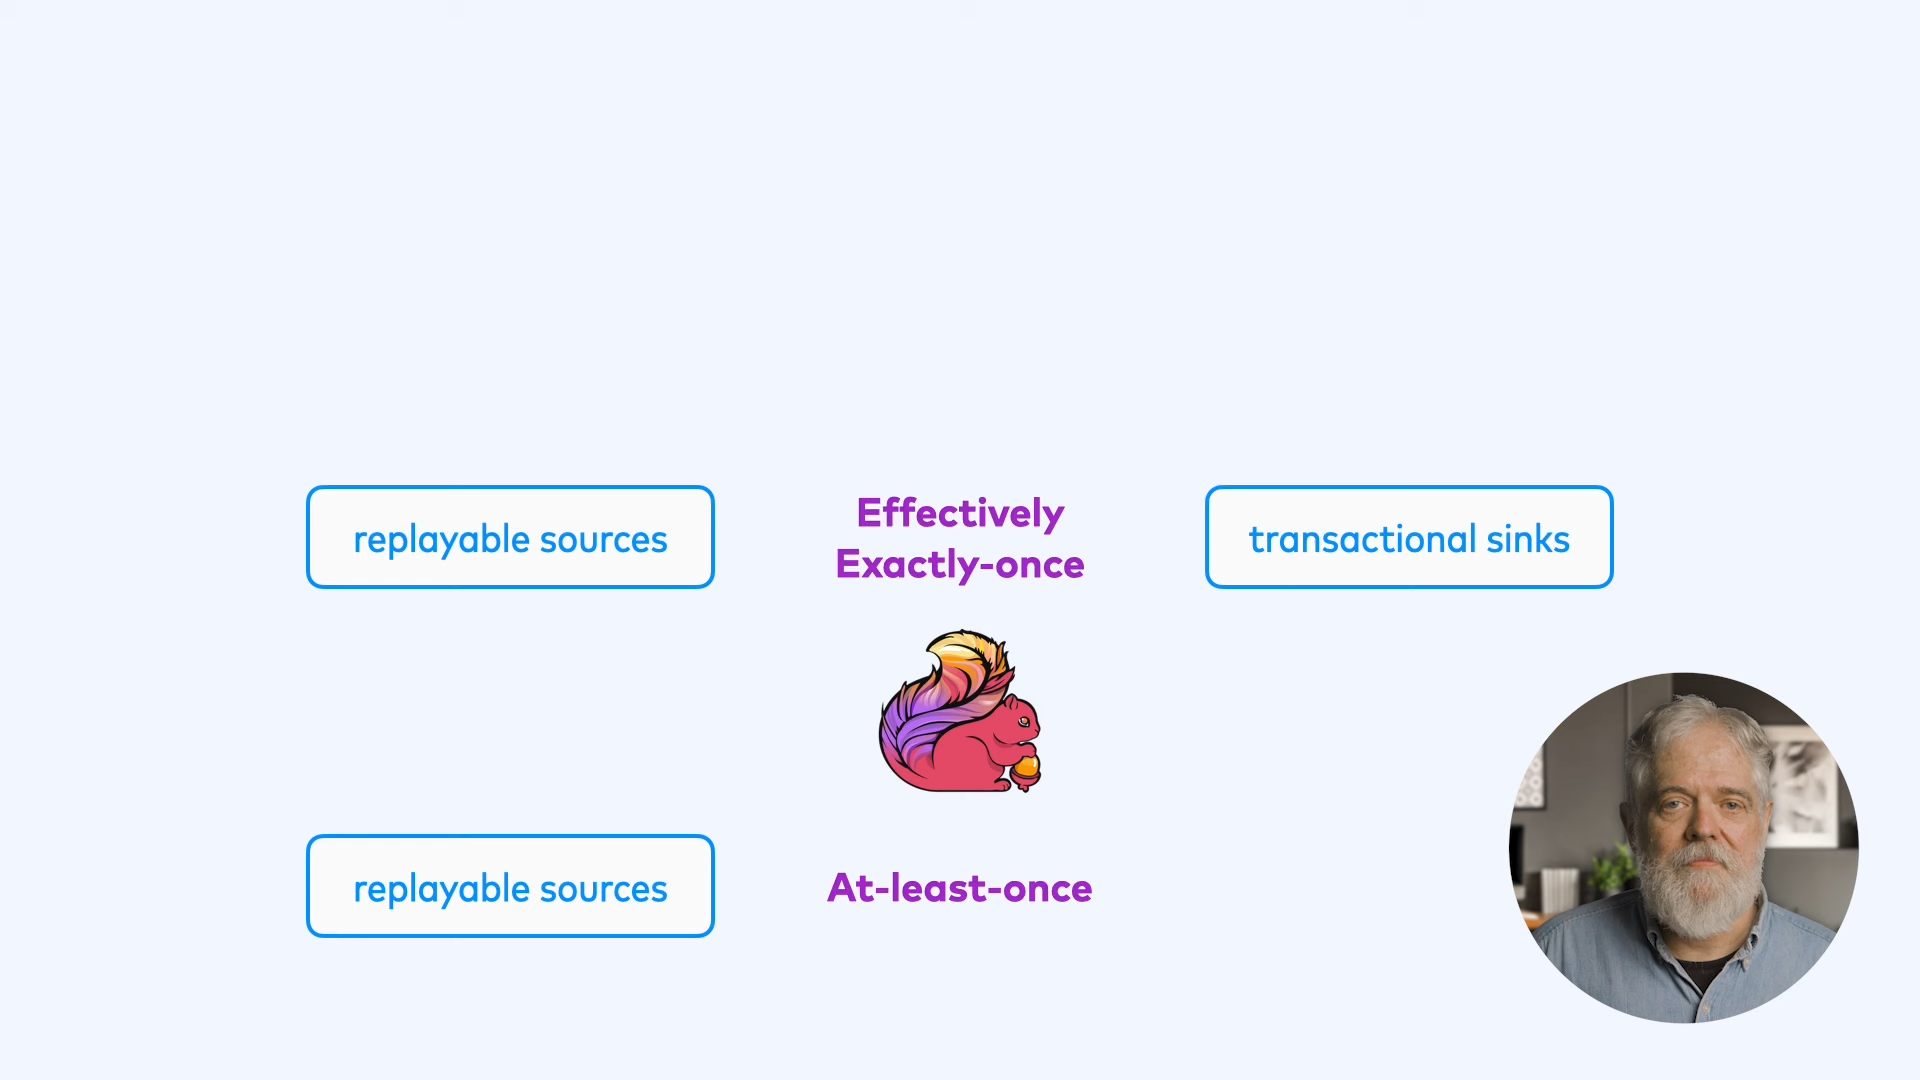 replayable sources
Effectively
Exactly-once
transactional sinks
replayable sources
At-least-once